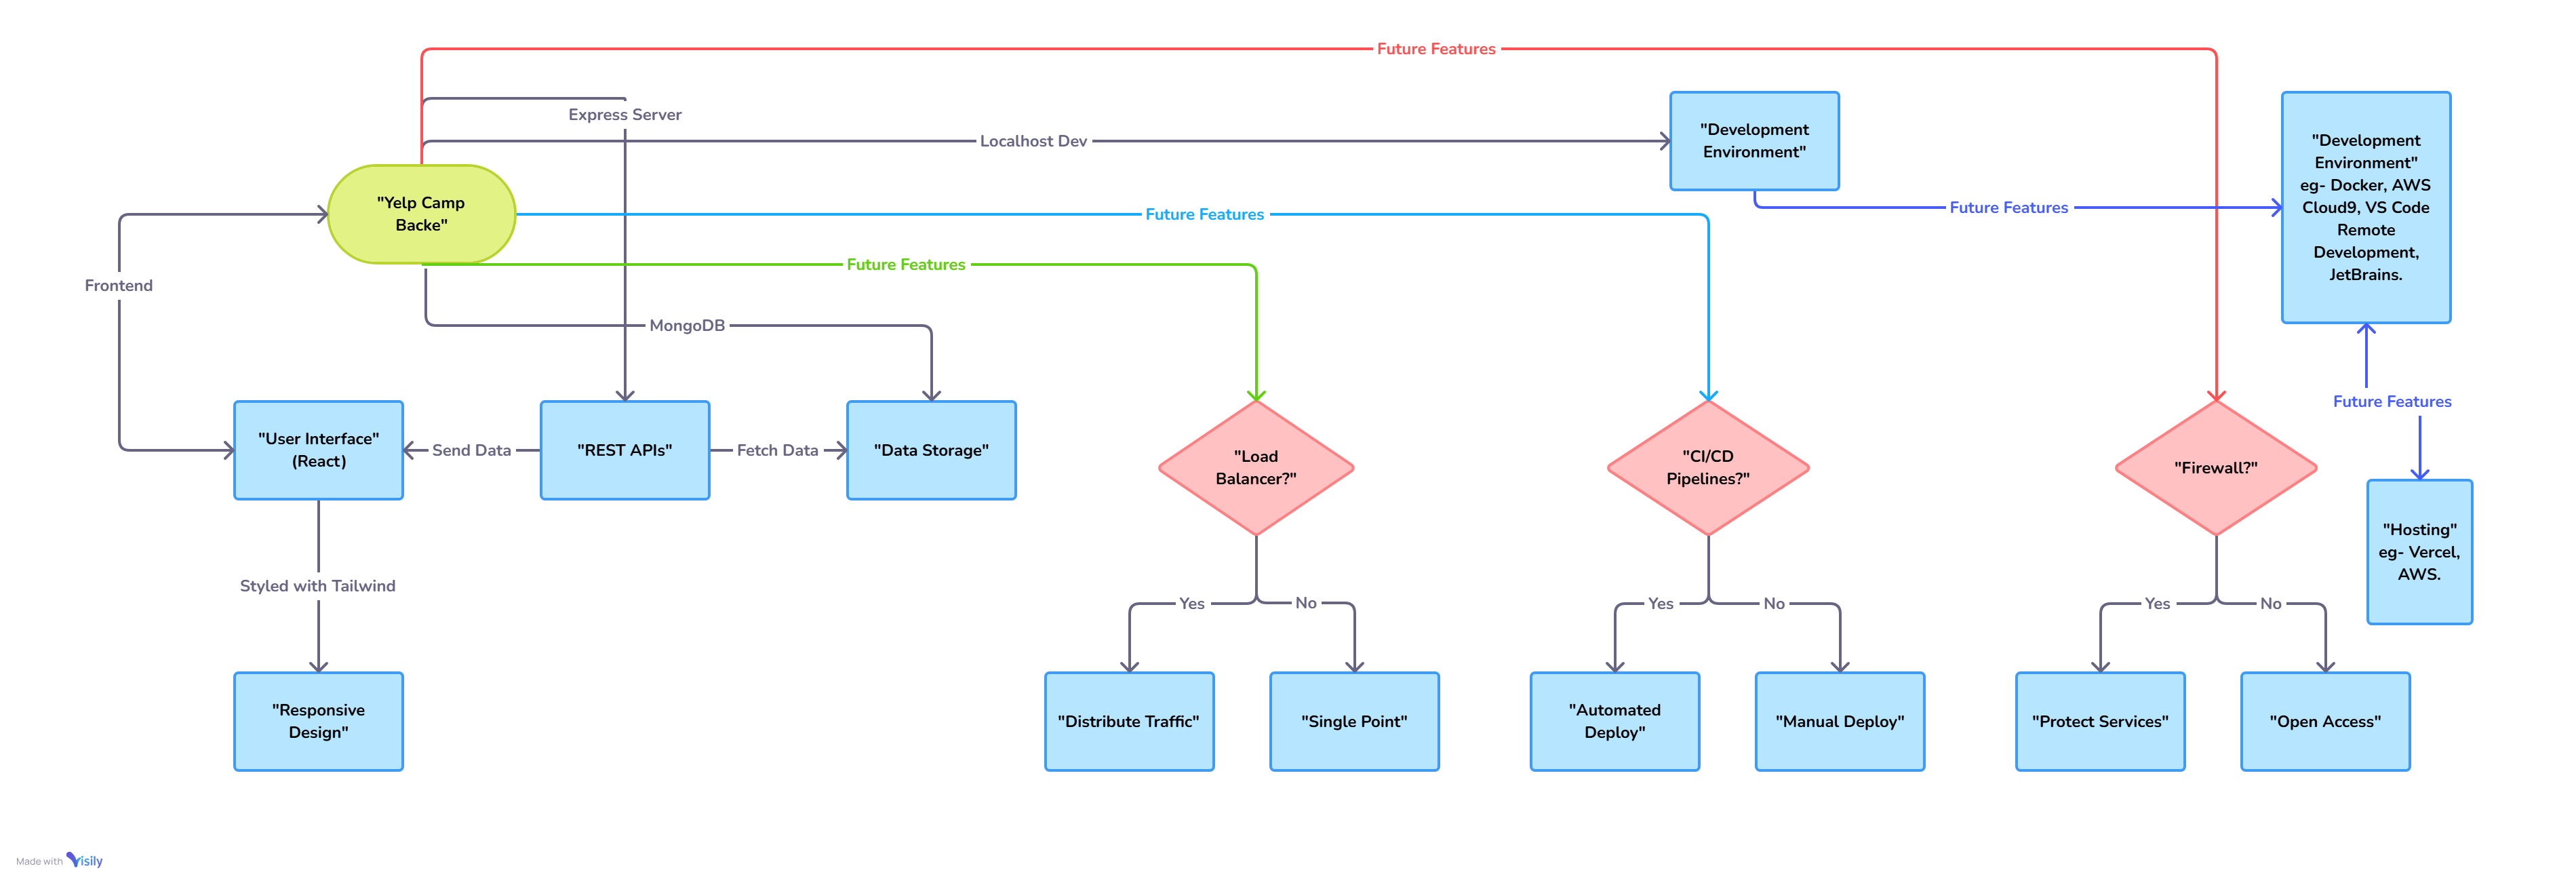 Future Features
Express Server
Localhost Dev
"Development
Environment"
"Development
Environment"
eg- Docker, AWS
Cloud9, VS Code
Remote
Development,
JetBrains.
"Yelp Camp
Backe"
Future Features
Future Features
Future Features
Frontend
MongoDB
Future Features
"User Interface"
(React)
Send Data
"REST APIs"
Fetch Data
"Data Storage"
"Load
Balancer?"
"CI/CD
Pipelines?"
"Firewall?"
"Hosting"
eg- Vercel,
AWS.
Styled with Tailwind
Yes
No
Yes
No
Yes
No
"Responsive
Design"
"Distribute Traffic"
"Single Point"
"Automated
Deploy"
"Manual Deploy"
"Protect Services"
"Open Access"
Made with Visily